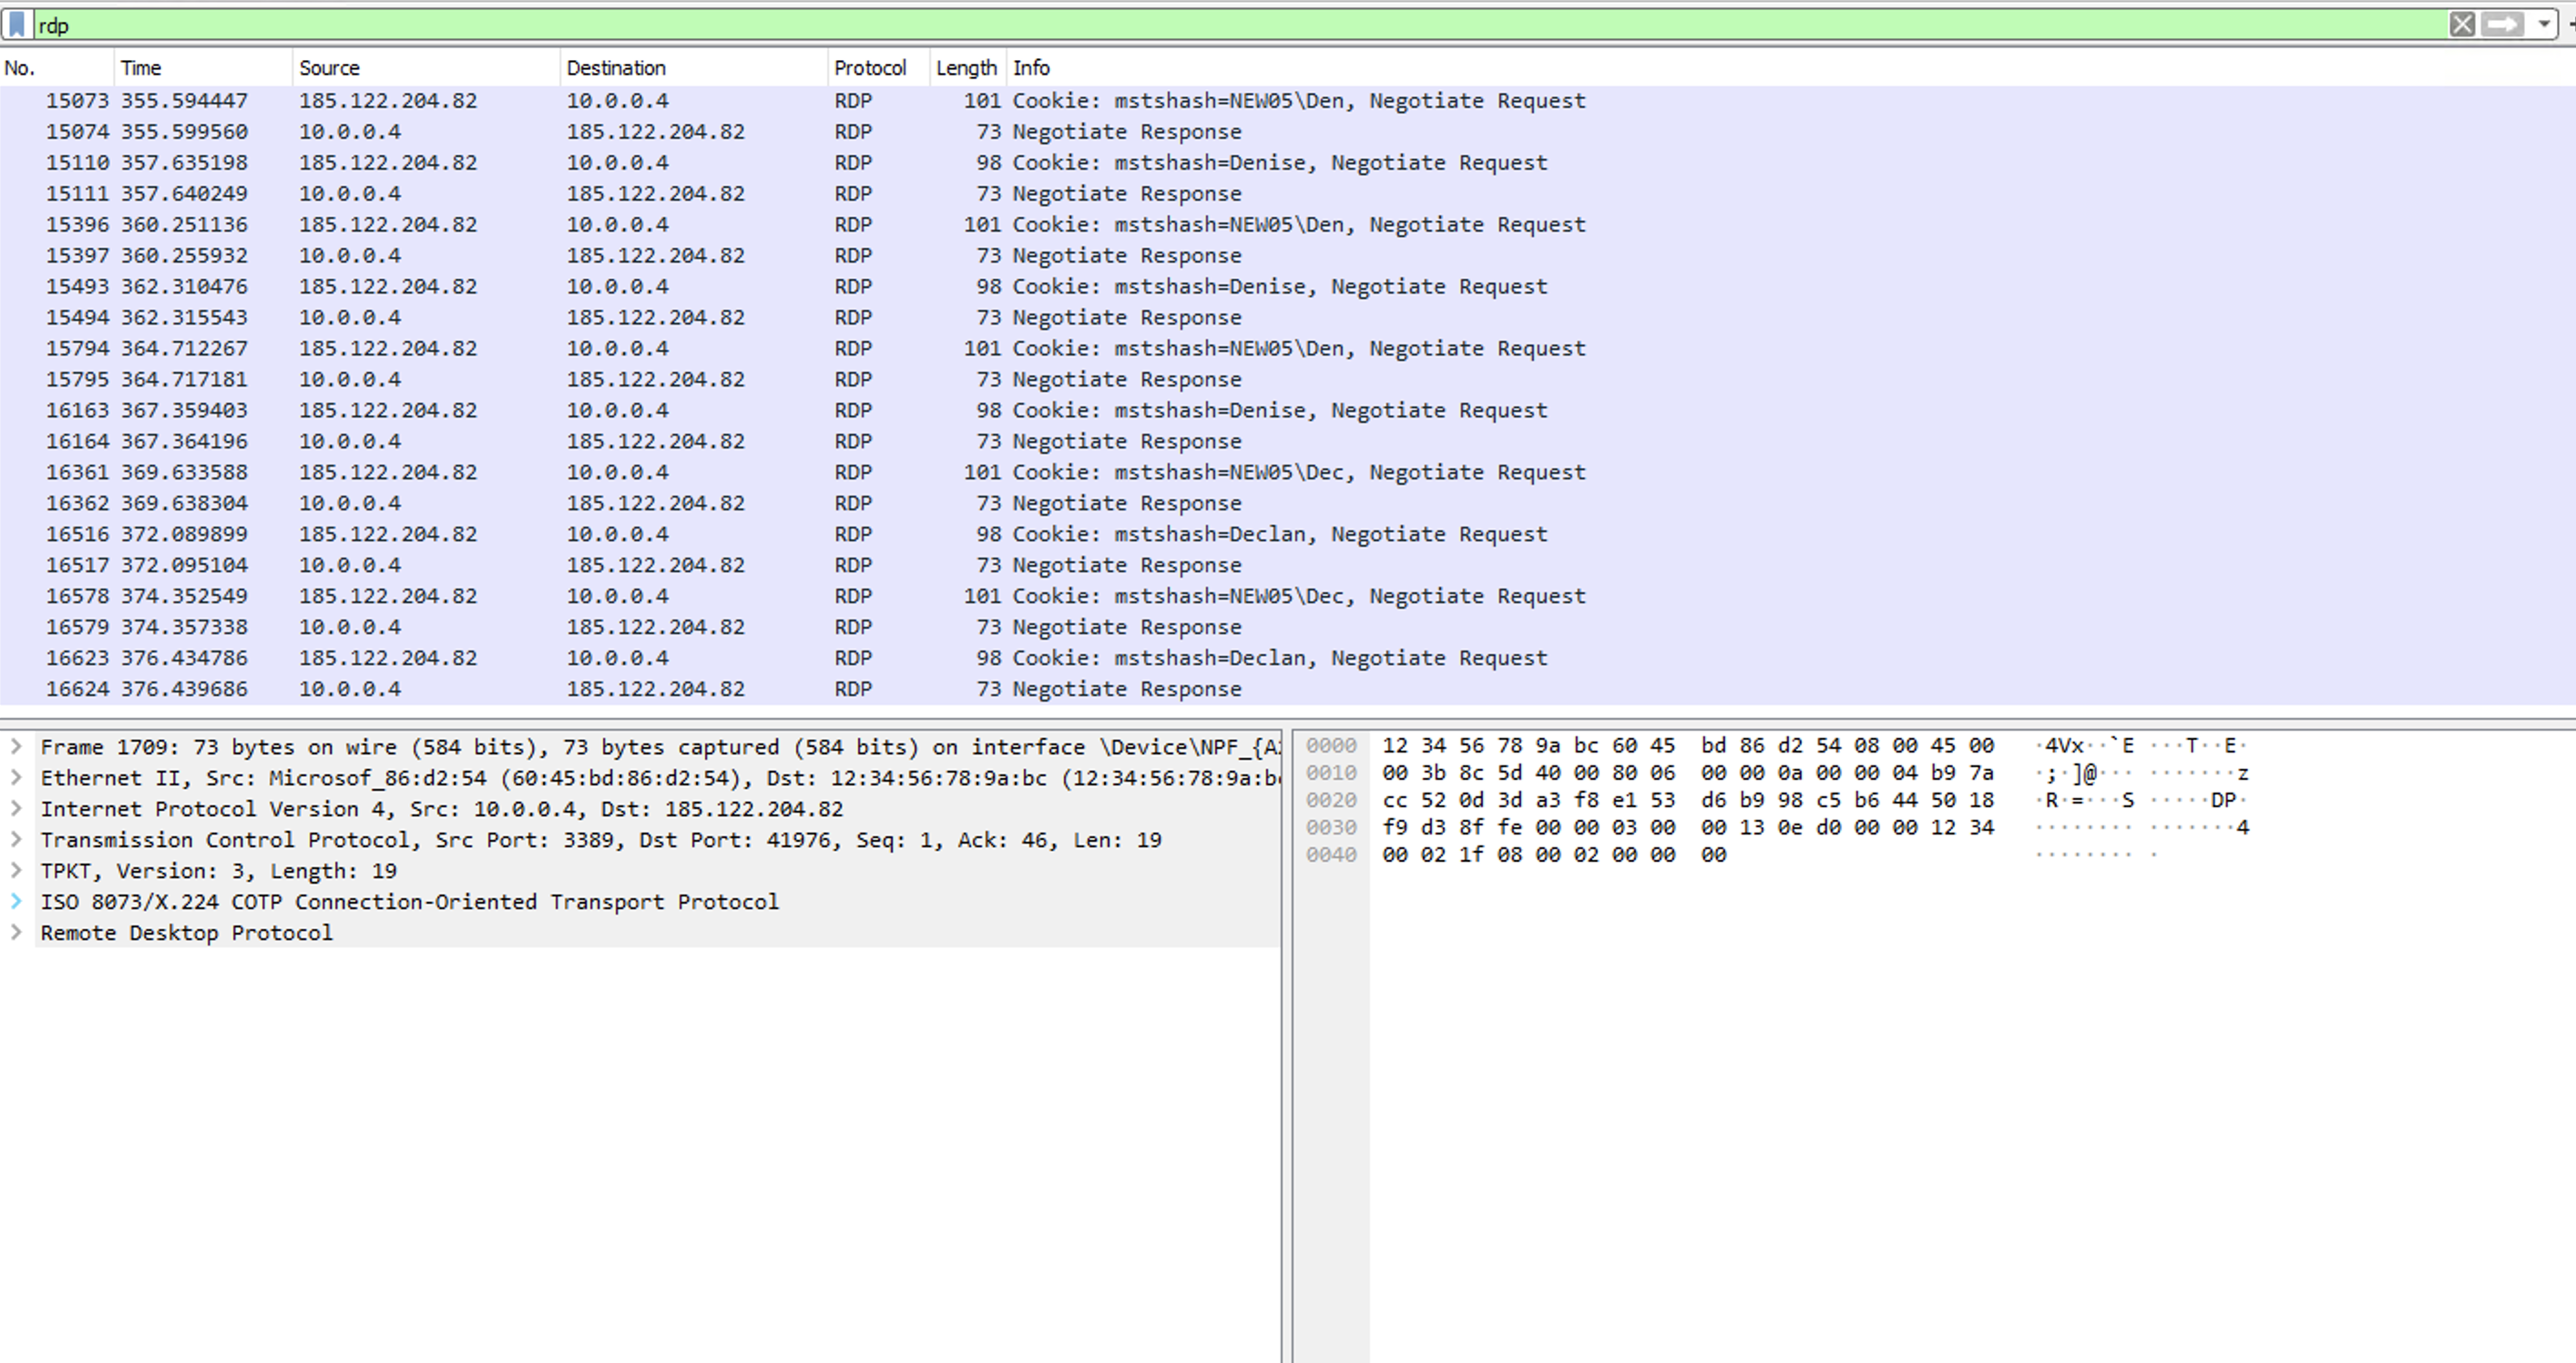 rdp
No. Time Source Destination Protocol Length Info
15073 355.594447 185.122.204.82 10.0.0.4 RDP 101 Cookie: mstshash=NEW05\Den, Negotiate Request
15074 355.599560 10.0.0.4 185.122.204.82 RDP 73 Negotiate Response
15110 357.635198 185.122.204.82 10.0.0.4 RDP 98 Cookie: mstshash=Denise, Negotiate Request
15111 357.640249 10.0.0.4 185.122.204.82 RDP 73 Negotiate Response
15396 360.251136 185.122.204.82 10.0.0.4 RDP 101 Cookie: mstshash=NEW05\Den, Negotiate Request
15397 360.255932 10.0.0.4 185.122.204.82 RDP 73 Negotiate Response
15493 362.310476 185.122.204.82 10.0.0.4 RDP 98 Cookie: mstshash=Denise, Negotiate Request
15494 362.315543 10.0.0.4 185.122.204.82 RDP 73 Negotiate Response
15794 364.712267 185.122.204.82 10.0.0.4 RDP 101 Cookie: mstshash=NEW05\Den, Negotiate Request
15795 364.717181 10.0.0.4 185.122.204.82 RDP 73 Negotiate Response
16163 367.359403 185.122.204.82 10.0.0.4 RDP 98 Cookie: mstshash=Denise, Negotiate Request
16164 367.364196 10.0.0.4 185.122.204.82 RDP 73 Negotiate Response
16361 369.633588 185.122.204.82 10.0.0.4 RDP 101 Cookie: mstshash=NEW05\Dec, Negotiate Request
16362 369.638304 10.0.0.4 185.122.204.82 RDP 73 Negotiate Response
16516 372.089899 185.122.204.82 10.0.0.4 RDP 98 Cookie: mstshash=Declan, Negotiate Request
16517 372.095104 10.0.0.4 185.122.204.82 RDP 73 Negotiate Response
16578 374.352549 185.122.204.82 10.0.0.4 RDP 101 Cookie: mstshash=NEW05\Dec, Negotiate Request
16579 374.357338 10.0.0.4 185.122.204.82 RDP 73 Negotiate Response
16623 376.434786 185.122.204.82 10.0.0.4 RDP 98 Cookie: mstshash=Declan, Negotiate Request
16624 376.439686 10.0.0.4 185.122.204.82 RDP 73 Negotiate Response
Frame 1709: 73 bytes on wire (584 bits), 73 bytes captured (584 bits) on interface \Device\NPF_{A
Ethernet II, Src: Microsof_86:d2:54 (60:45:bd:86:d2:54), Dst: 12:34:56:78:9a:bc (12:34:56:78:9a:b
Internet Protocol Version 4, Src: 10.0.0.4, Dst: 185.122.204.82
Transmission Control Protocol, Src Port: 3389, Dst Port: 41976, Seq: 1, Ack: 46, Len: 19
TPKT, Version: 3, Length: 19
ISO 8073/X.224 COTP Connection-Oriented Transport Protocol
Remote Desktop Protocol
0000 12 34 56 78 9a bc 60 45 bd 86 d2 54 08 00 45 00 ·4Vx··`E ···T··E·
0010 00 3b 8c 5d 40 00 80 06 00 00 0a 00 00 04 b9 7a ·;·]@··· ·······z
0020 cc 52 0d 3d a3 f8 e1 53 d6 b9 98 c5 b6 44 50 18 ·R·=···S ·····DP·
0030 f9 d3 8f fe 00 00 03 00 00 13 0e d0 00 00 12 34 ········ ·······4
0040 00 02 1f 08 00 02 00 00 00 ········ ·